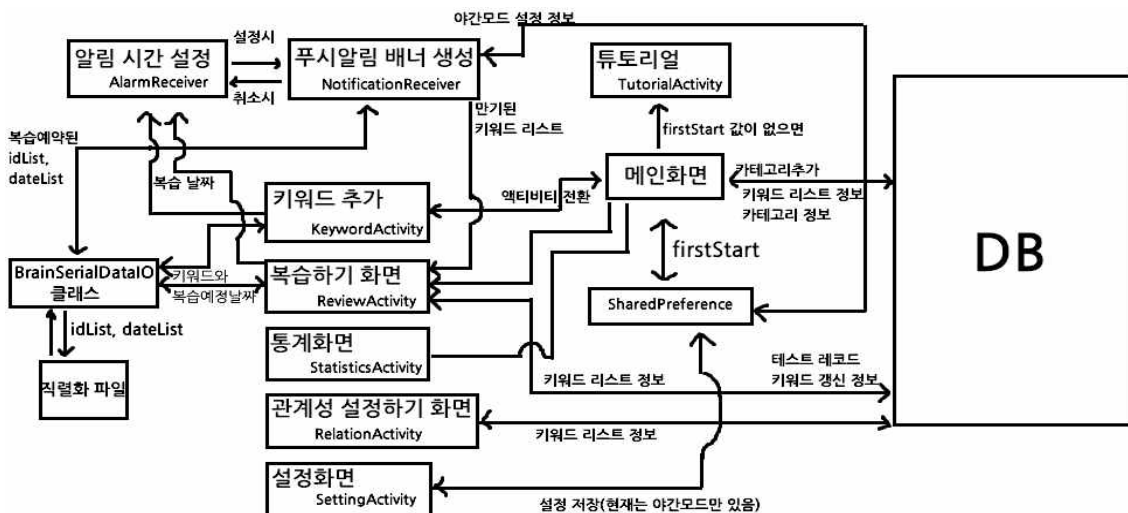 야간모드 설정 정보
알림 시간 설정
AlarmReceiver
설정시
취소시
푸시알림 배너 생성
NotificationReceiver
튜토리얼
TutorialActivity
만기된
키워드 리스트
firstStart 값이 없으면
복습예약된
idList,
dateList
복습 날짜
메인화면
카테고리추가
키워드 리스트 정보
카테고리 정보
키워드 추가
KeywordActivity
액티비티 전환
firstStart
DB
BrainSerialDataIO
클래스
키워드와
복습예정날짜
복습하기 화면
ReviewActivity
SharedPreference
idList, dateList
직렬화 파일
통계화면
StatisticsActivity
키워드 리스트 정보
테스트 레코드
키워드 갱신 정보
관계성 설정하기 화면
RelationActivity
키워드 리스트 정보
설정화면
SettingActivity
설정 저장(현재는 야간모드만 있음)